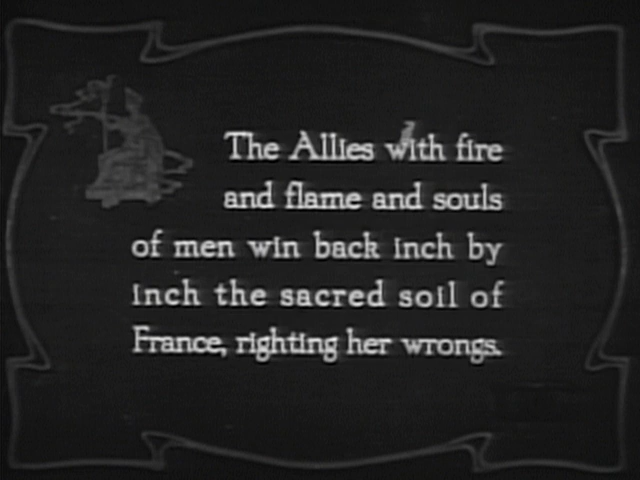 The Allies with fire
and flame and souls
of men win back inch by
inch the sacred soil of
France, righting her wrongs.